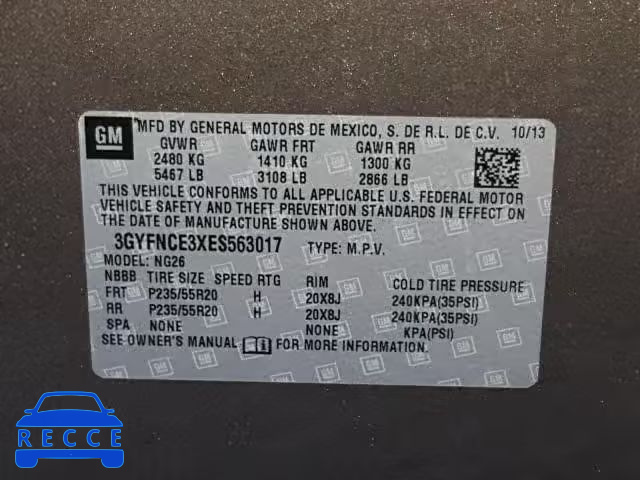 GM MFD BY GENERAL MOTORS DE MEXICO, S. DE R.L. DE C.V. 10/13
GVWR GAWR FRT GAWR RR
2480 KG 1410 KG 1300 KG
5467 LB 3108 LB 2866 LB
THIS VEHICLE CONFORMS TO ALL APPLICABLE U.S. FEDERAL MOTOR
VEHICLE SAFETY AND THEFT PREVENTION STANDARDS IN EFFECT ON
THE DATE OF MANUFACTURE SHOWN ABOVE.
3GYFNCE3XES563017 TYPE: M.P.V.
MODEL: NG26
NBBB TIRE SIZE SPEED RTG RIM COLD TIRE PRESSURE
FRT P235/55R20 H 20X8J 240KPA(35PSI)
RR P235/55R20 H 20X8J 240KPA(35PSI)
SPA NONE NONE KPA(PSI)
SEE OWNER'S MANUAL FOR MORE INFORMATION.
RECCE